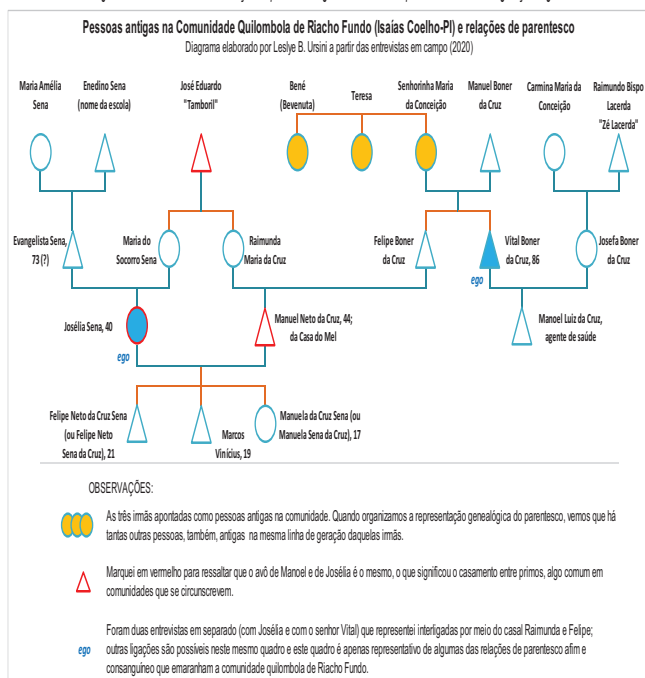 Pessoas antigas na Comunidade Quilombola de Riacho Fundo (Isaías Coelho-PI) e relações de parentesco
Diagrama elaborado por Leslye B. Ursini a partir das entrevistas em campo (2020)
Maria Amélia
Sena
Enedino Sena
(nome da escola)
José Eduardo
"Tamboril"
Bené
(Bevenuta)
Teresa
Senhorinha Maria
da Conceição
Manuel Boner
da Cruz
Carmina Maria da
Conceição
Raimundo Bispo
Lacerda
"Zé Lacerda"
Evangelista Sena,
73 (?)
Maria do
Socorro Sena
Raimunda
Maria da Cruz
Felipe Boner
da Cruz
Vital Boner
da Cruz, 86
ego
Josefa Boner
da Cruz
Josélia Sena, 40
ego
Manuel Neto da Cruz, 44;
da Casa do Mel
Manoel Luiz da Cruz,
agente de saúde
Felipe Neto da Cruz Sena
(ou Felipe Neto
Sena da Cruz), 21
Marcos
Vinícius, 19
Manuela da Cruz Sena (ou
Manuela Sena da Cruz), 17
OBSERVAÇÕES:
As três irmãs apontadas como pessoas antigas na comunidade. Quando organizamos a representação genealógica do parentesco, vemos que há
tantas outras pessoas, também, antigas na mesma linha de geração daquelas irmãs.
Marquei em vermelho para ressaltar que o avô de Manoel e de Josélia é o mesmo, o que significou o casamento entre primos, algo comum em
comunidades que se circunscrevem.
ego
Foram duas entrevistas em separado (com Josélia e com o senhor Vital) que representei interligadas por meio do casal Raimunda e Felipe;
outras ligações são possíveis neste mesmo quadro e este quadro é apenas representativo de algumas das relações de parentesco afim e
consanguíneo que emaranham a comunidade quilombola de Riacho Fundo.